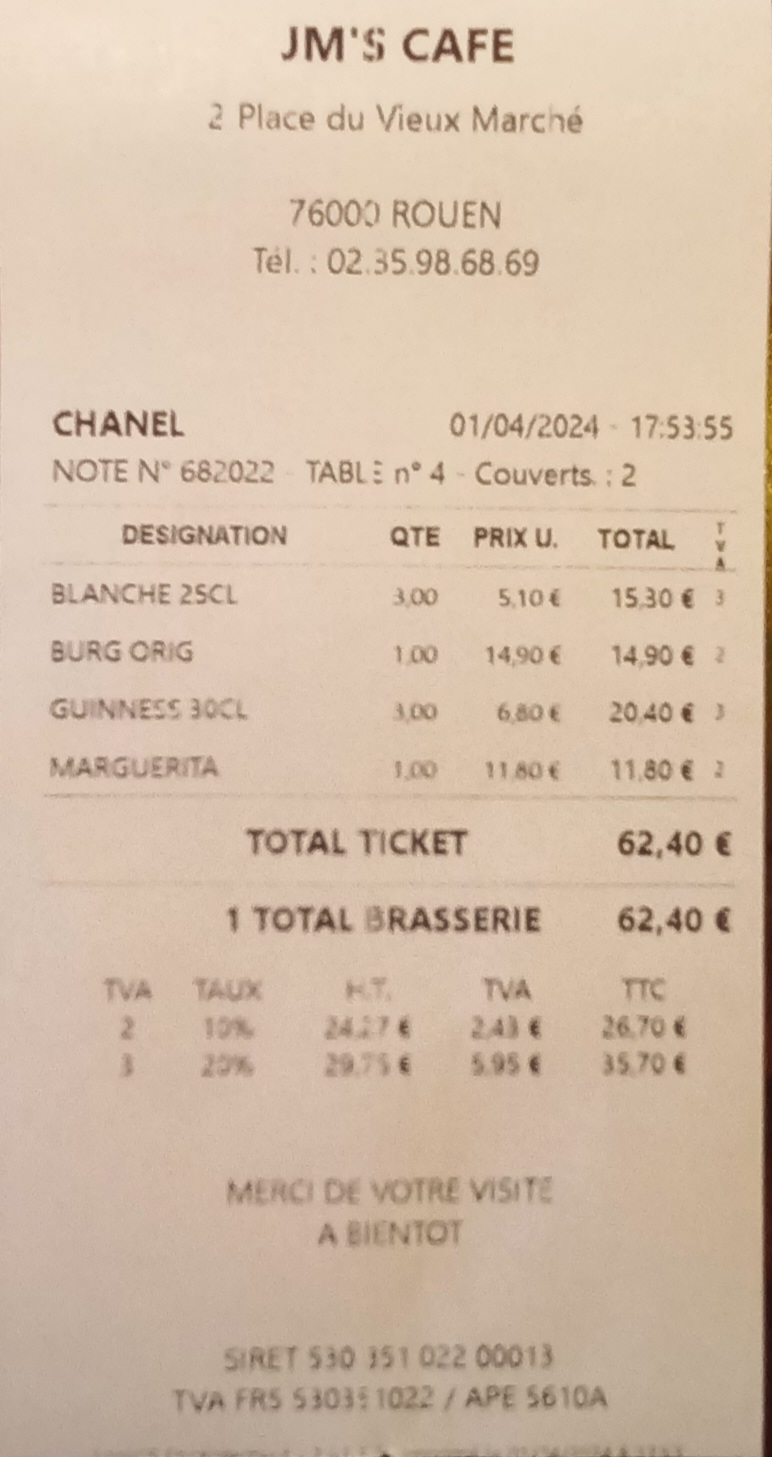 JM'S CAFE
2 Place du Vieux Marché
76000 ROUEN
Tél. : 02.35.98.68.69
CHANEL 01/04/2024 - 17:53:55
NOTE N° 682022 - TABLE n° 4 - Couverts. : 2
DESIGNATION QTE PRIX U. TOTAL TVA
BLANCHE 25CL 3,00 5,10 € 15,30 € 3
BURG ORIG 1,00 14,90 € 14,90 € 2
GUINNESS 30CL 3,00 6,80 € 20,40 € 3
MARGUERITA 1,00 11,80 € 11,80 € 2
TOTAL TICKET 62,40 €
1 TOTAL BRASSERIE 62,40 €
TVA TAUX H.T. TVA TTC
2 10% 24,27 € 2,43 € 26,70 €
3 20% 29,75 € 5,95 € 35,70 €
MERCI DE VOTRE VISITE
A BIENTOT
SIRET 530 351 022 00013
TVA FR5 530351022 / APE 5610A